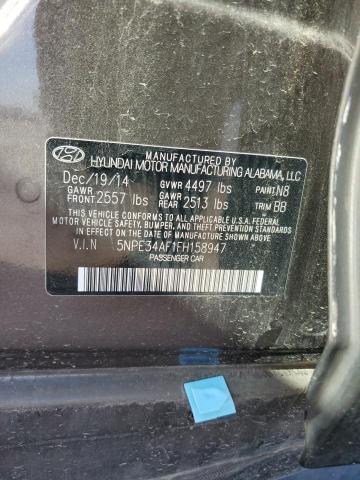 MANUFACTURED BY
HYUNDAI MOTOR MANUFACTURING ALABAMA, LLC
Dec/19/14 GVWR 4497 lbs PAINT N8
GAWR FRONT 2557 lbs GAWR REAR 2513 lbs TRIM BB
THIS VEHICLE CONFORMS TO ALL APPLICABLE U.S.A. FEDERAL
MOTOR VEHICLE SAFETY, BUMPER, AND THEFT PREVENTION
STANDARDS IN EFFECT ON THE DATE OF MANUFACTURE
SHOWN ABOVE.
V.I.N 5NPE34AF1FH158947
PASSENGER CAR